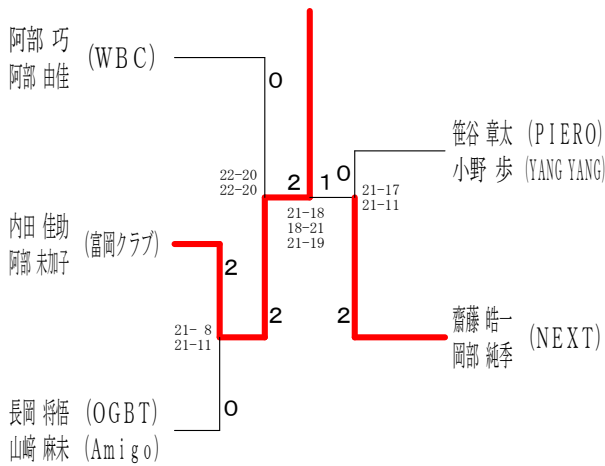 阿部 巧
阿部 由佳
(WBC)
0
笹谷 章太 (PIERO)
小野 歩 (YANG YANG)
22-20
22-20
2
1
0
21-17
21-11
21-18
18-21
21-19
内田 佳助
阿部 未加子
(富岡クラブ)
2
2
2
齋藤 皓一
岡部 純季
(NEXT)
21- 8
21-11
長岡 将悟 (OGBT)
山﨑 麻未 (Amigo)
0